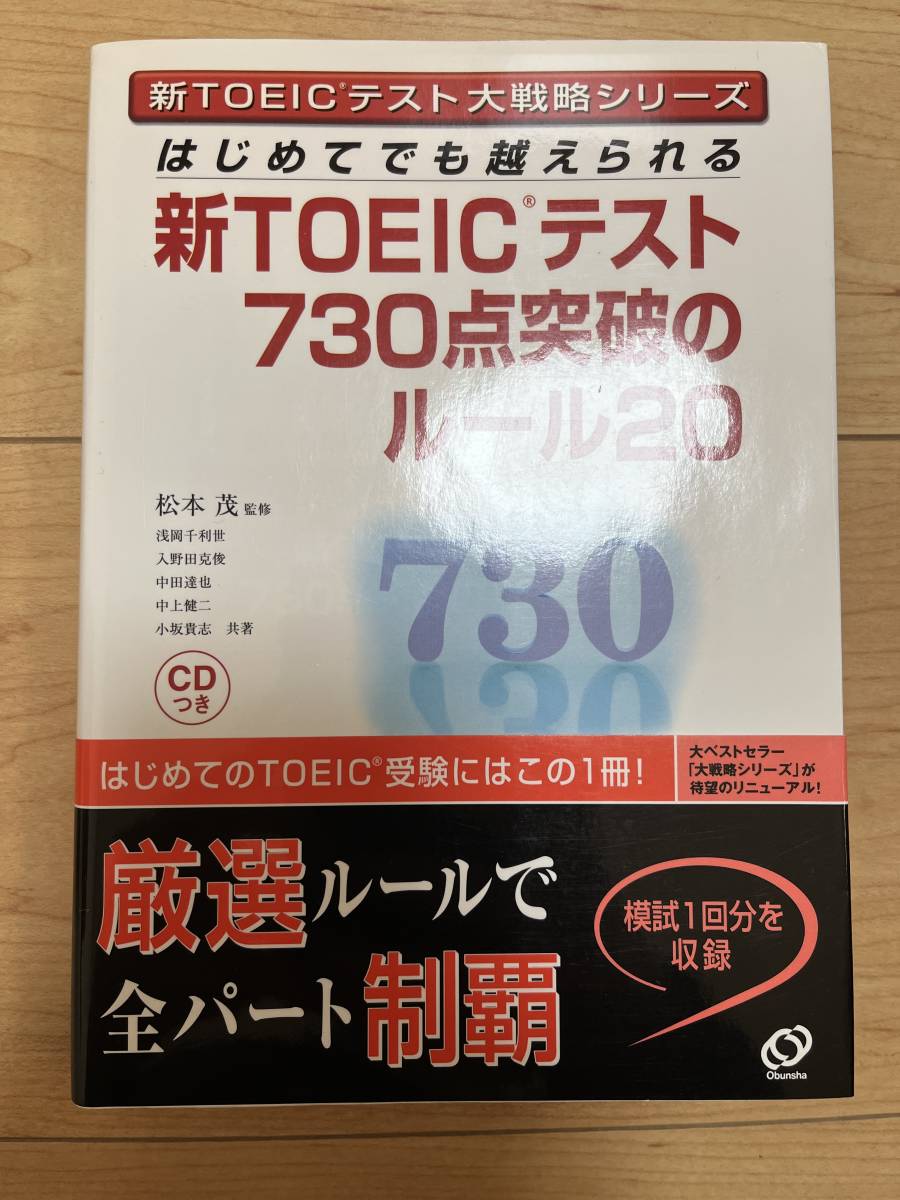 新TOEIC®テスト大戦略シリーズ
はじめてでも越えられる
新TOEIC®テスト
730点突破の
ルール20
松本 茂 監修
浅岡千利世
入野田克俊
中田達也
中上健二
小坂貴志 共著
730
730
CD
つき
はじめてのTOEIC®受験にはこの1冊!
大ベストセラー
「大戦略シリーズ」が
待望のリニューアル!
厳選ルールで
全パート制覇
模試1回分を
収録
Obunsha